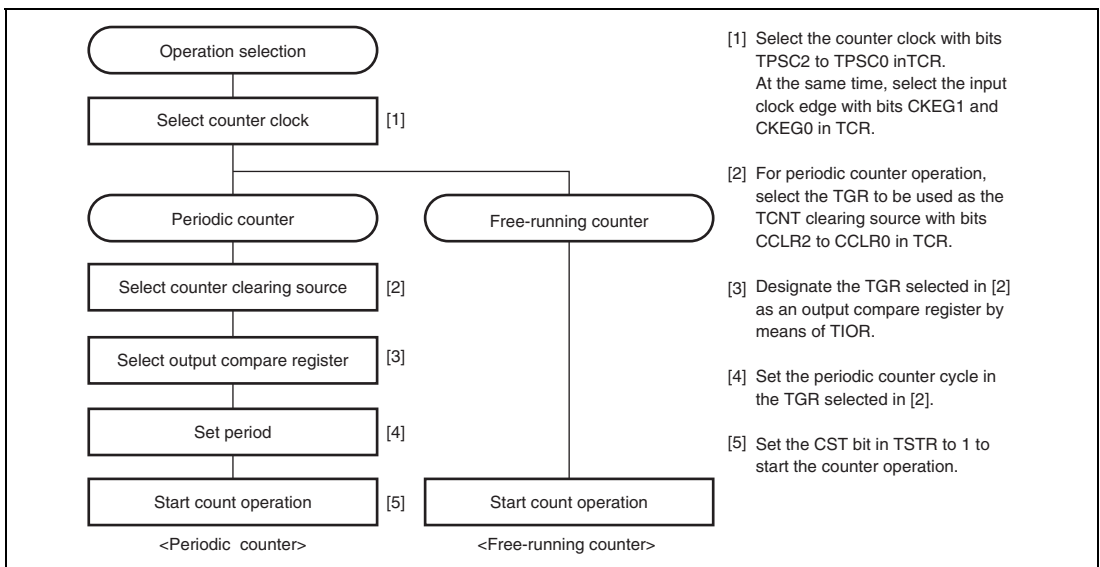 Operation selection
Select counter clock
[1]
Periodic counter
Free-running counter
Select counter clearing source
[2]
Select output compare register
[3]
Set period
[4]
Start count operation
[5]
Start count operation
<Periodic counter>
<Free-running counter>
[1] Select the counter clock with bits
TPSC2 to TPSC0 inTCR.
At the same time, select the input
clock edge with bits CKEG1 and
CKEG0 in TCR.
[2] For periodic counter operation,
select the TGR to be used as the
TCNT clearing source with bits
CCLR2 to CCLR0 in TCR.
[3] Designate the TGR selected in [2]
as an output compare register by
means of TIOR.
[4] Set the periodic counter cycle in
the TGR selected in [2].
[5] Set the CST bit in TSTR to 1 to
start the counter operation.